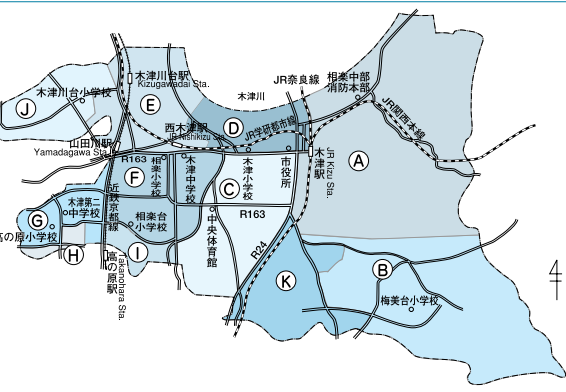 木津川台駅
Kizugawadai Sta.
木津川台小学校
J
E
木津川
JR奈良線
相楽中部
消防本部
JR関西本線
西木津駅
JR Nishikizu Sta.
D
JR学研都市線
山田川駅
Yamadagawa Sta.
R163
F
相楽小学校
木津中学校
C
木津小学校
市役所
木津駅
JR Kizu Sta.
A
木津第二
中学校
G
高の原小学校
近鉄京都線
相楽台
小学校
H
I
高の原駅
Takanohara Sta.
中央体育館
R163
R24
K
B
梅美台小学校
4